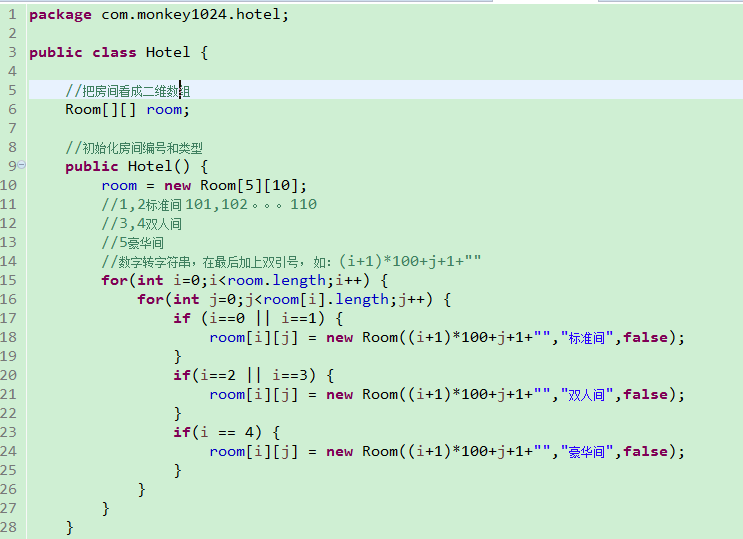 1 package com.monkey1024.hotel;
2
3 public class Hotel {
4
5 //把房间看成二维数组
6 Room[][] room;
7
8 //初始化房间编号和类型
9 public Hotel() {
10 room = new Room[5][10];
11 //1,2标准间101,102。。。110
12 //3,4双人间
13 //5豪华间
14 //数字转字符串，在最后加上双引号，如：(i+1)*100+j+1+""
15 for(int i=0;i<room.length;i++) {
16 for(int j=0;j<room[i].length;j++) {
17 if (i==0 || i==1) {
18 room[i][j] = new Room((i+1)*100+j+1+"","标准间",false);
19 }
20 if(i==2 || i==3) {
21 room[i][j] = new Room((i+1)*100+j+1+"","双人间",false);
22 }
23 if(i == 4) {
24 room[i][j] = new Room((i+1)*100+j+1+"","豪华间",false);
25 }
26 }
27 }
28 }